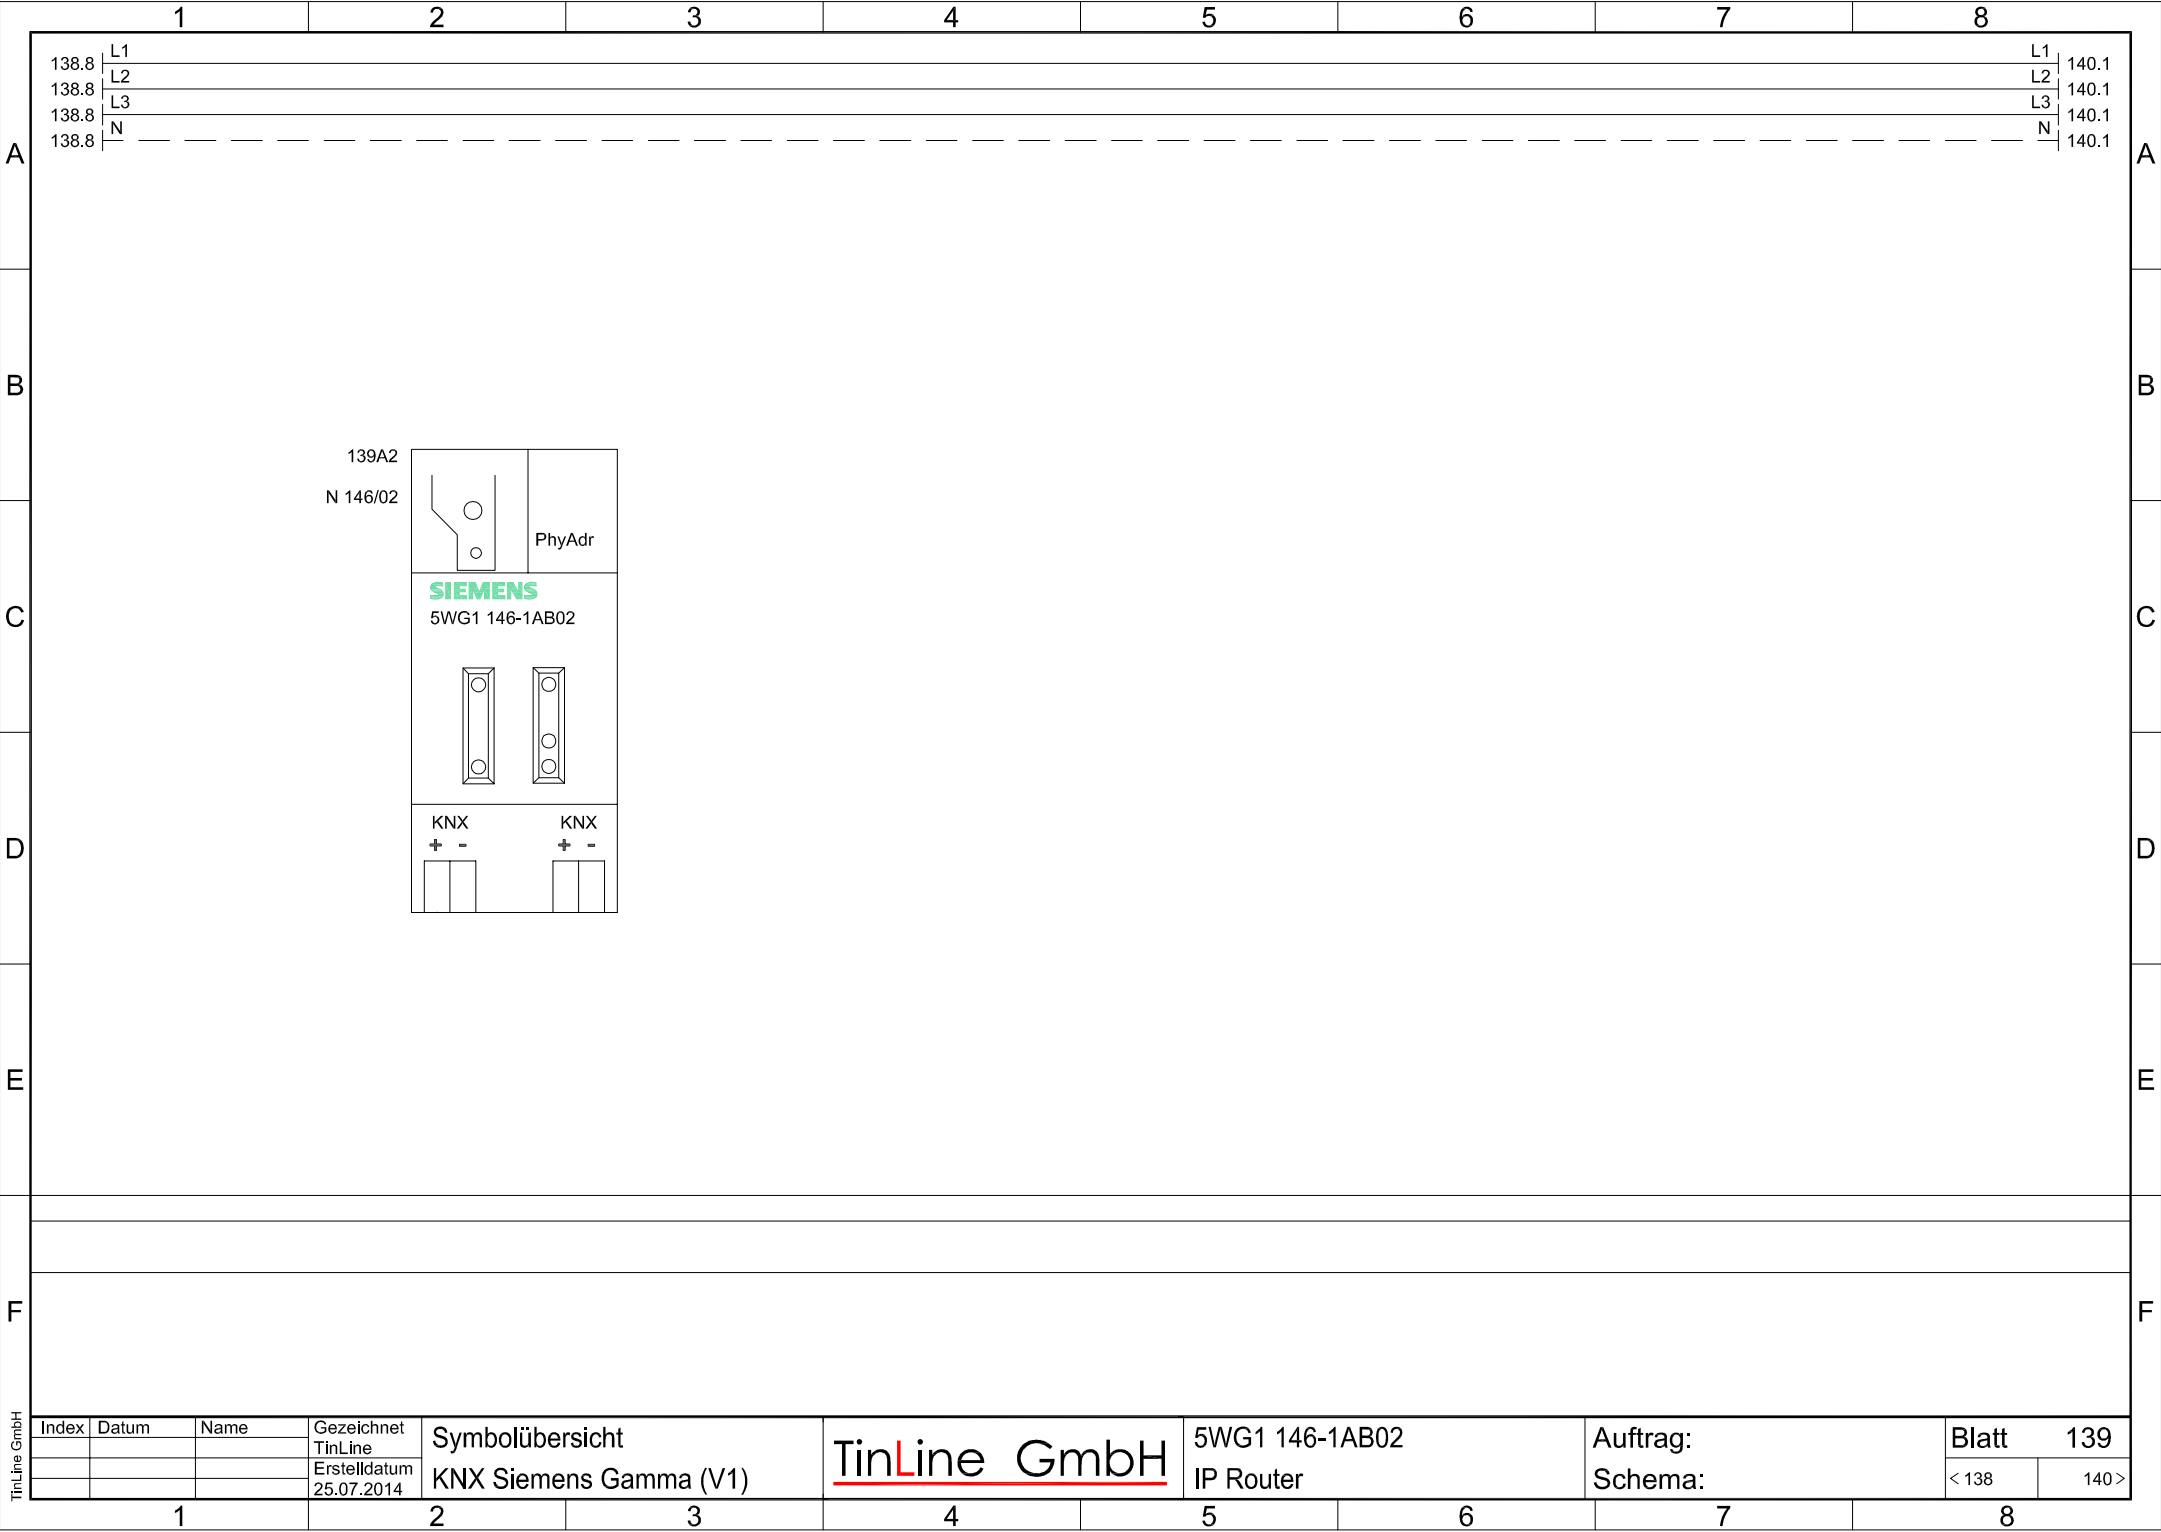 1 2 3 4 5 6 7 8
L1 L1
138.8 140.1
L2 L2
138.8 140.1
L3 L3
138.8 140.1
N N
138.8 140.1
A A
B B
139A2
N 146/02
PhyAdr
SIEMENS
5WG1 146-1AB02
C C
KNX KNX
+ - + -
D D
E E
F F
TinLine GmbH
Index Datum Name
Gezeichnet
TinLine
Erstelldatum
25.07.2014
Symbolübersicht
KNX Siemens Gamma (V1)
TinLine GmbH
5WG1 146-1AB02
IP Router
Auftrag:
Schema:
Blatt 139
< 138 140 >
1 2 3 4 5 6 7 8